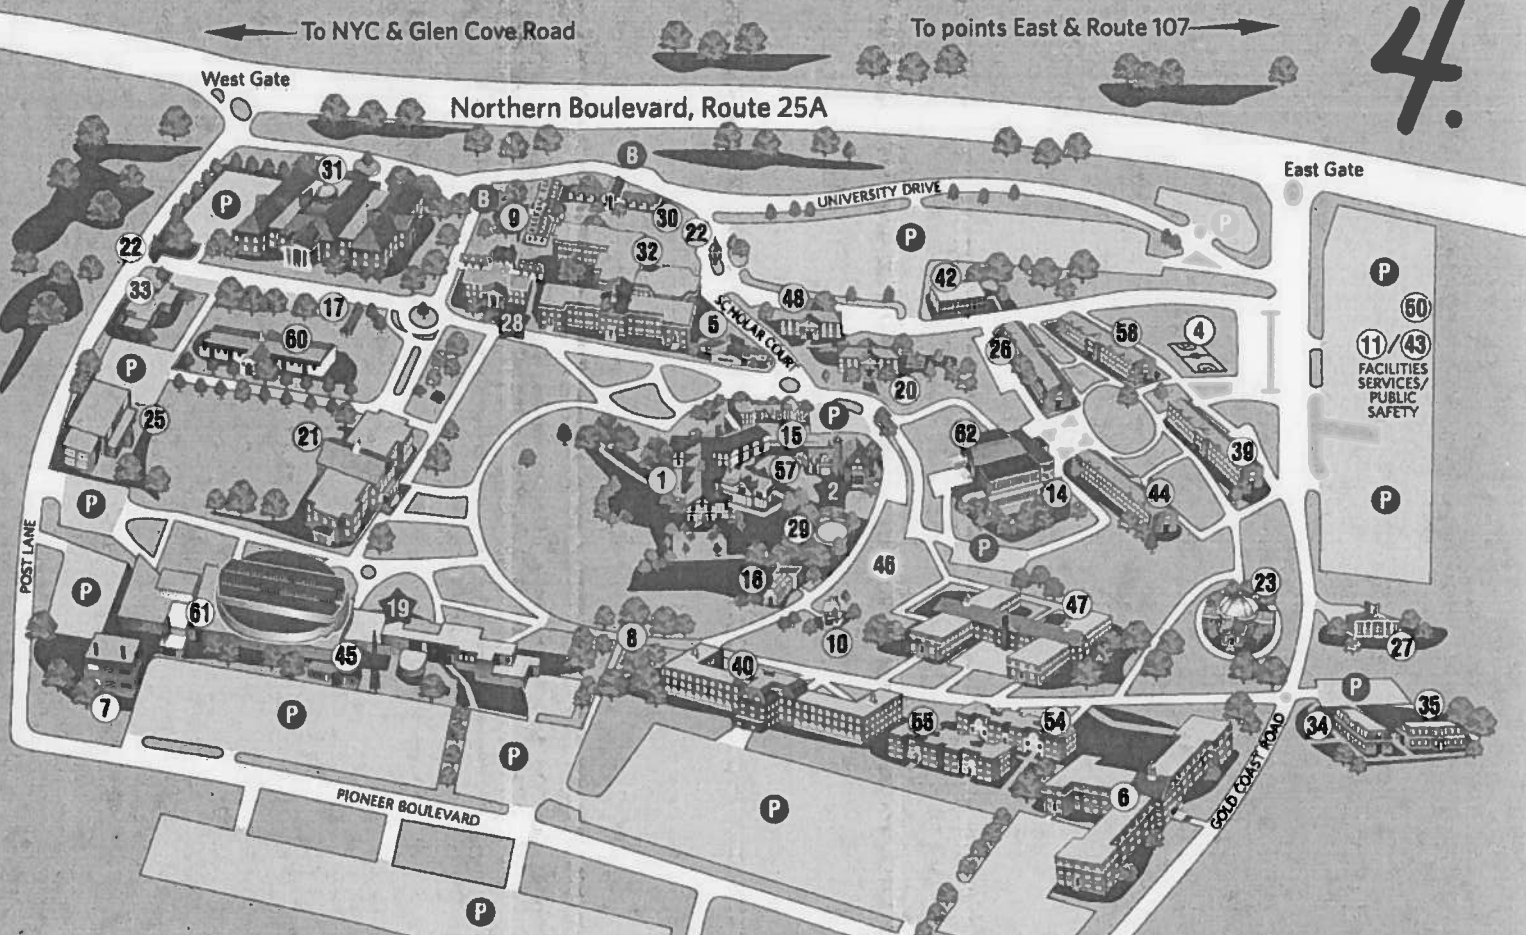 To NYC & Glen Cove Road
To points East & Route 107
4.
West Gate
Northern Boulevard, Route 25A
East Gate
B
31
P
B
9
30
UNIVERSITY DRIVE
P
P
22
22
32
P
33
42
50
17
48
5
SCHOLAR COURT
28
58
4
60
26
11/43
FACILITIES
SERVICES/
PUBLIC
SAFETY
P
20
25
21
15
P
62
39
1
57
2
14
44
P
P
29
P
POST LANE
16
46
23
P
61
19
8
10
47
27
45
40
P
7
P
55
54
34
35
P
6
GOLD COAST ROAD
PIONEER BOULEVARD
P
P